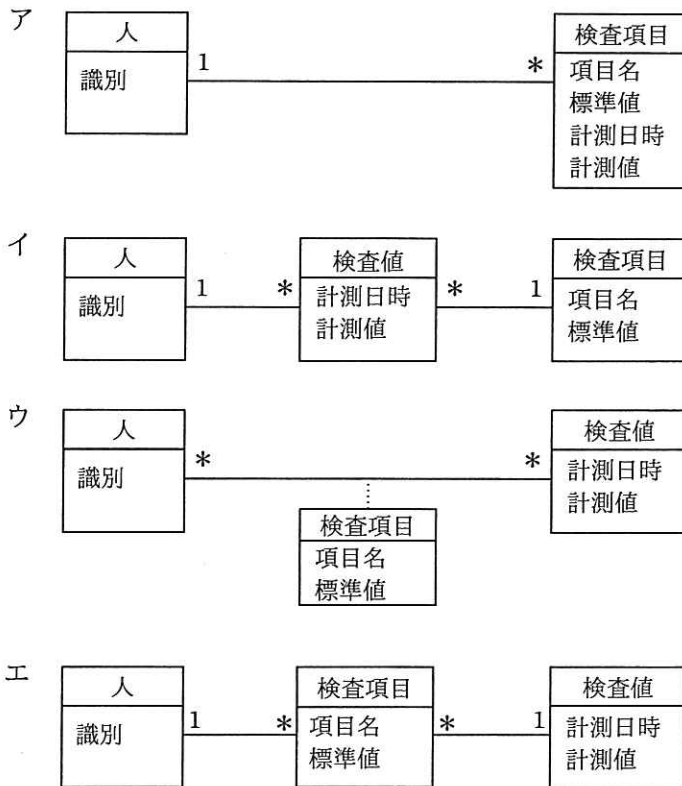 ア
人
識別
1
*
検査項目
項目名
標準値
計測日時
計測値
イ
人
識別
1
*
検査値
計測日時
計測値
*
1
検査項目
項目名
標準値
ウ
人
識別
*
*
検査値
計測日時
計測値
検査項目
項目名
標準値
エ
人
識別
1
*
検査項目
項目名
標準値
*
1
検査値
計測日時
計測値